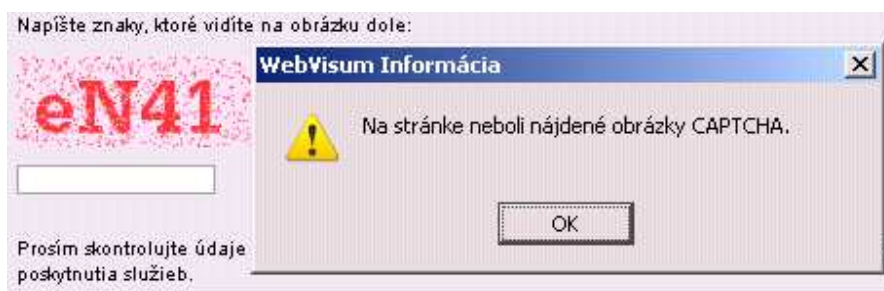 Napíšte znaky, ktoré vidíte na obrázku dole:
WebVisum Informácia
eN41
Na stránke neboli nájdené obrázky CAPTCHA.
OK
Prosím skontrolujte údaje
poskytnutia služieb.